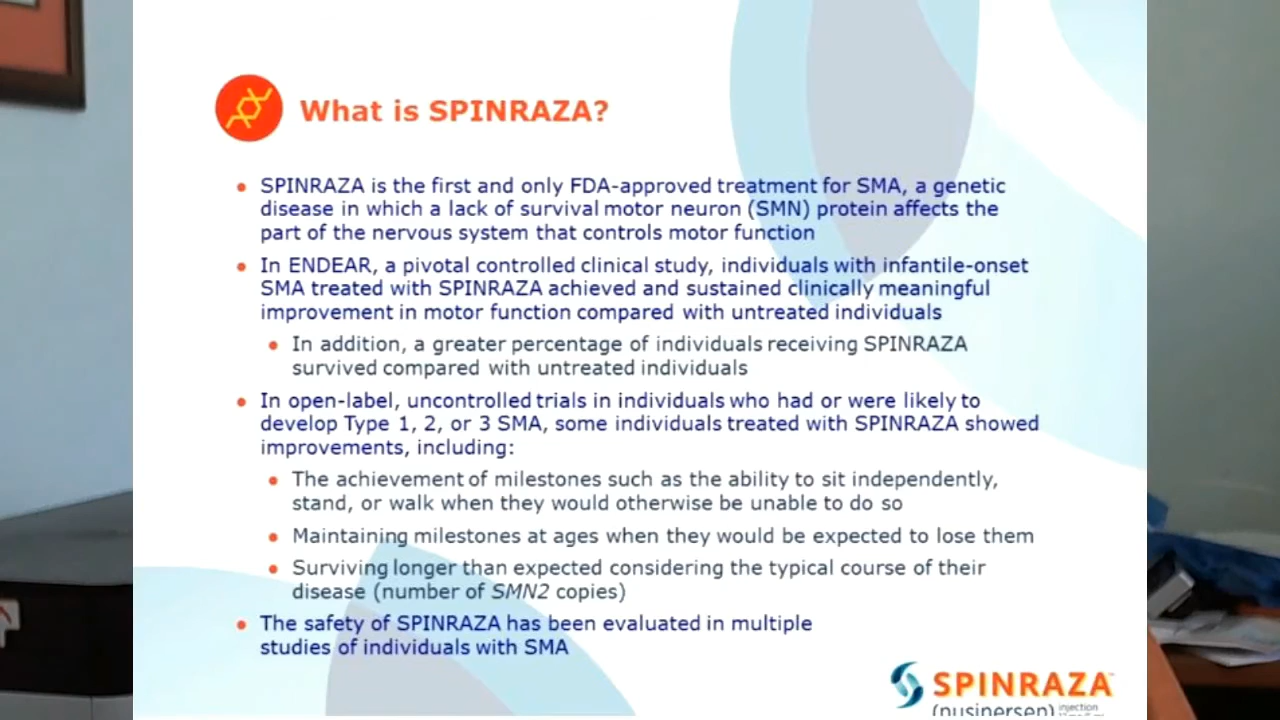 What is SPINRAZA?
SPINRAZA is the first and only FDA-approved treatment for SMA, a genetic
disease in which a lack of survival motor neuron (SMN) protein affects the
part of the nervous system that controls motor function
In ENDEAR, a pivotal controlled clinical study, individuals with infantile-onset
SMA treated with SPINRAZA achieved and sustained clinically meaningful
improvement in motor function compared with untreated individuals
In addition, a greater percentage of individuals receiving SPINRAZA
survived compared with untreated individuals
In open-label, uncontrolled trials in individuals who had or were likely to
develop Type 1, 2, or 3 SMA, some individuals treated with SPINRAZA showed
improvements, including:
The achievement of milestones such as the ability to sit independently,
stand, or walk when they would otherwise be unable to do so
Maintaining milestones at ages when they would be expected to lose them
Surviving longer than expected considering the typical course of their
disease (number of SMN2 copies)
The safety of SPINRAZA has been evaluated in multiple
studies of individuals with SMA
SPINRAZA
(nusinersen) injection